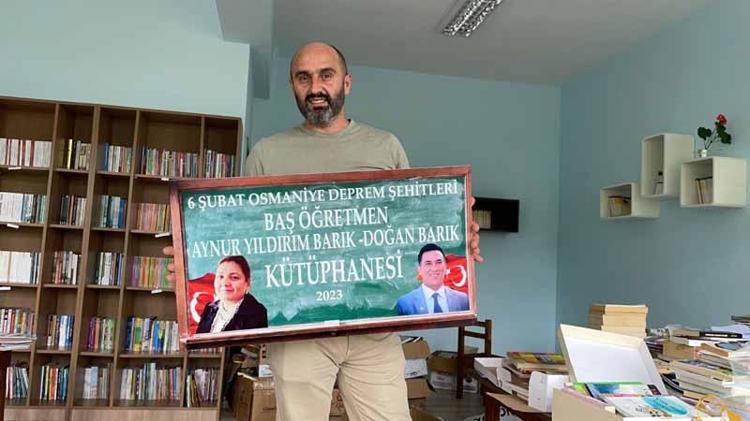 6 ŞUBAT OSMANİYE DEPREM ŞEHİTLERİ
BAŞ ÖĞRETMEN
AYNUR YILDIRIM BARIK -DOĞAN BARIK
KÜTÜPHANESİ
2023